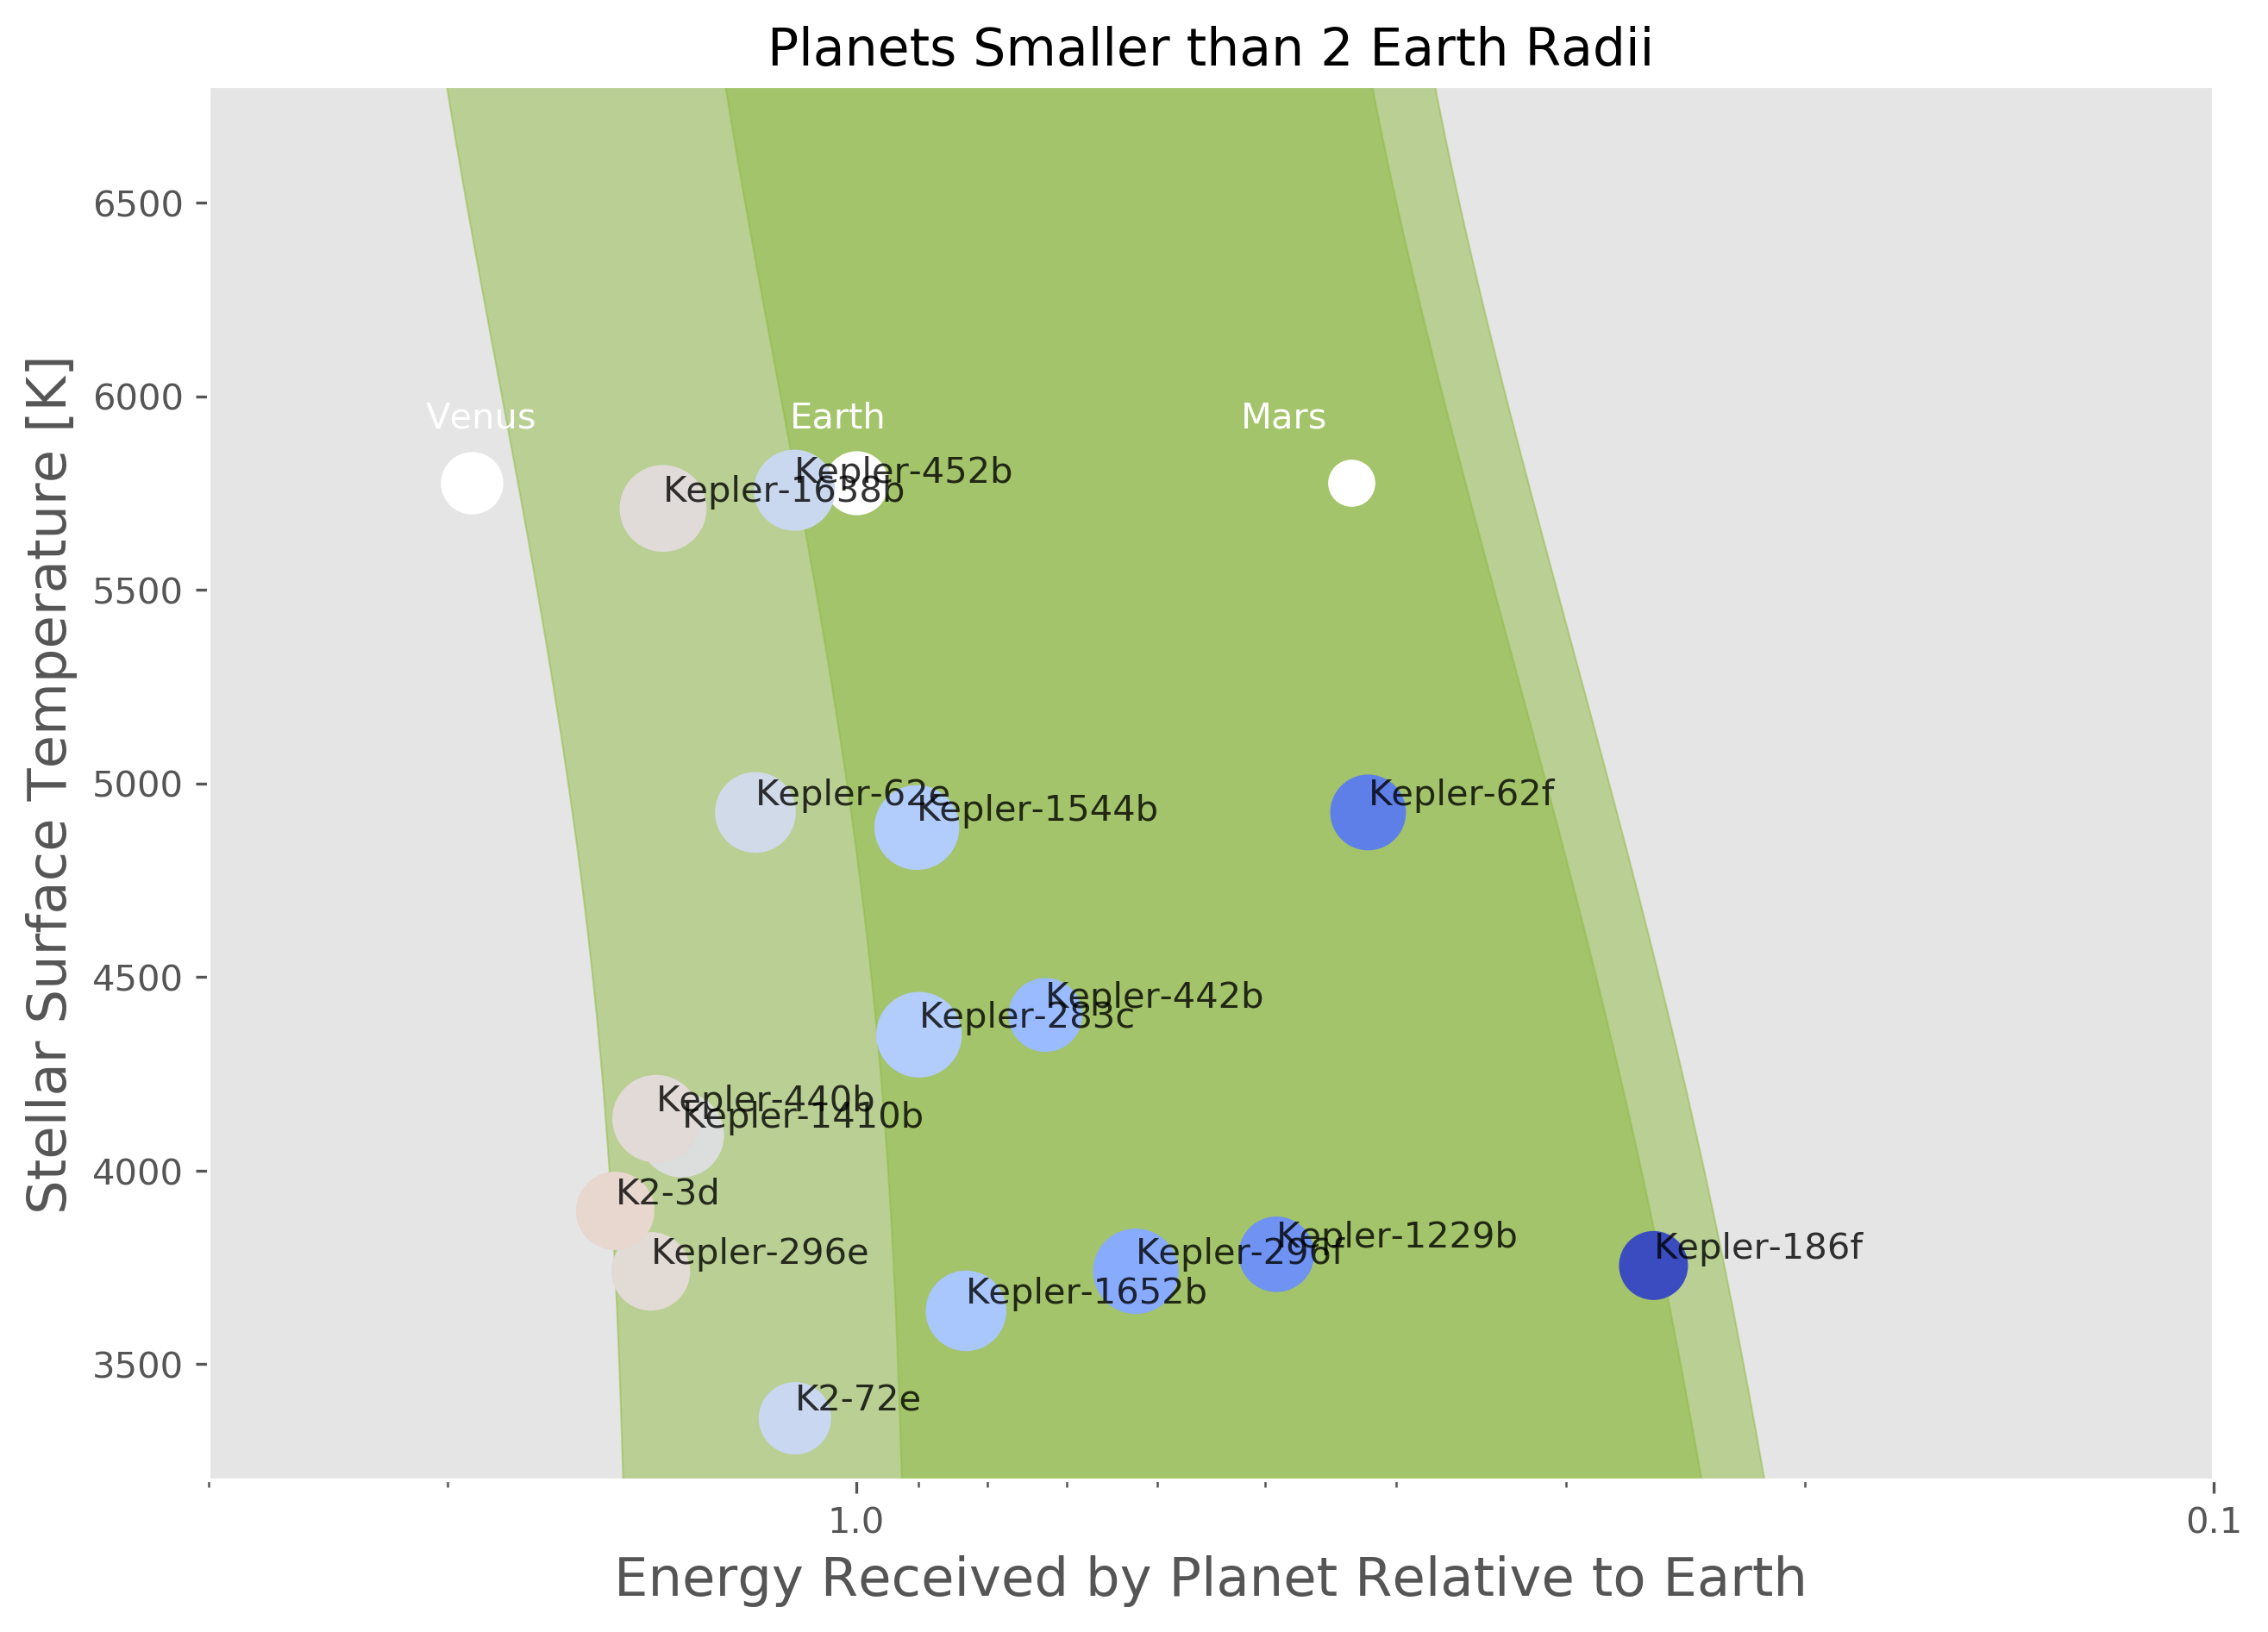 Planets Smaller than 2 Earth Radii
6500
6000
5500
5000
4500
4000
3500
Stellar Surface Temperature [K]
Venus
Earth
Mars
Kepler-452b
Kepler-1638b
Kepler-62e
Kepler-1544b
Kepler-62f
Kepler-442b
Kepler-283c
Kepler-440b
Kepler-1410b
K2-3d
Kepler-296e
Kepler-296f
Kepler-1229b
Kepler-186f
Kepler-1652b
K2-72e
1.0
0.1
Energy Received by Planet Relative to Earth